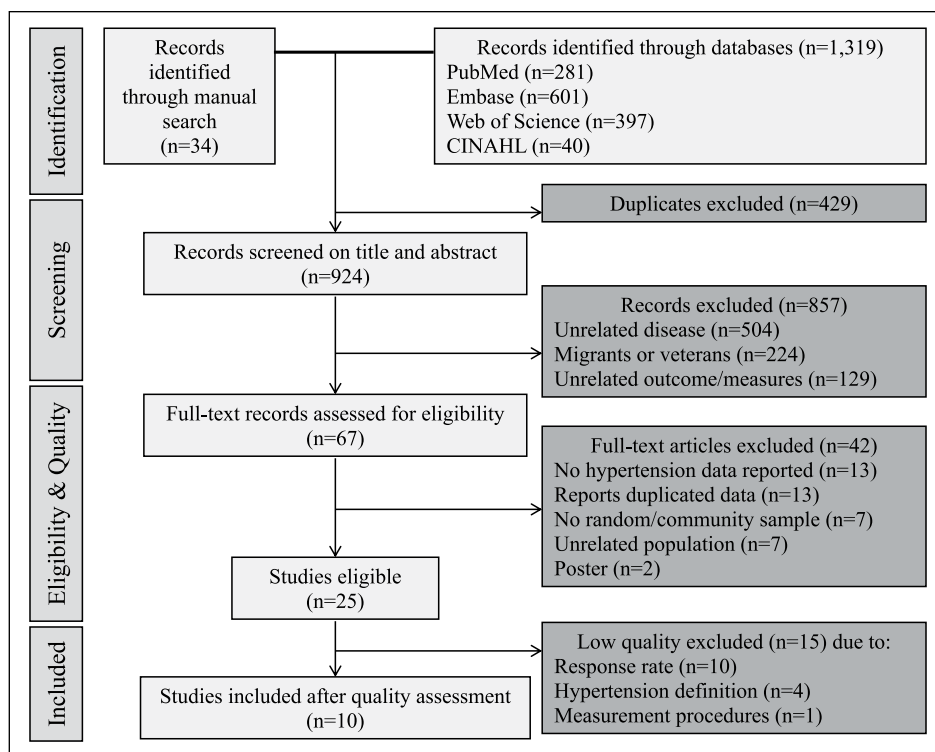 Identification
Records
identified
through manual
search
(n=34)
Records identified through databases (n=1,319)
PubMed (n=281)
Embase (n=601)
Web of Science (n=397)
CINAHL (n=40)
Duplicates excluded (n=429)
Screening
Records screened on title and abstract
(n=924)
Records excluded (n=857)
Unrelated disease (n=504)
Migrants or veterans (n=224)
Unrelated outcome/measures (n=129)
Eligibility & Quality
Full-text records assessed for eligibility
(n=67)
Full-text articles excluded (n=42)
No hypertension data reported (n=13)
Reports duplicated data (n=13)
No random/community sample (n=7)
Unrelated population (n=7)
Poster (n=2)
Studies eligible
(n=25)
Included
Low quality excluded (n=15) due to:
Response rate (n=10)
Hypertension definition (n=4)
Measurement procedures (n=1)
Studies included after quality assessment
(n=10)